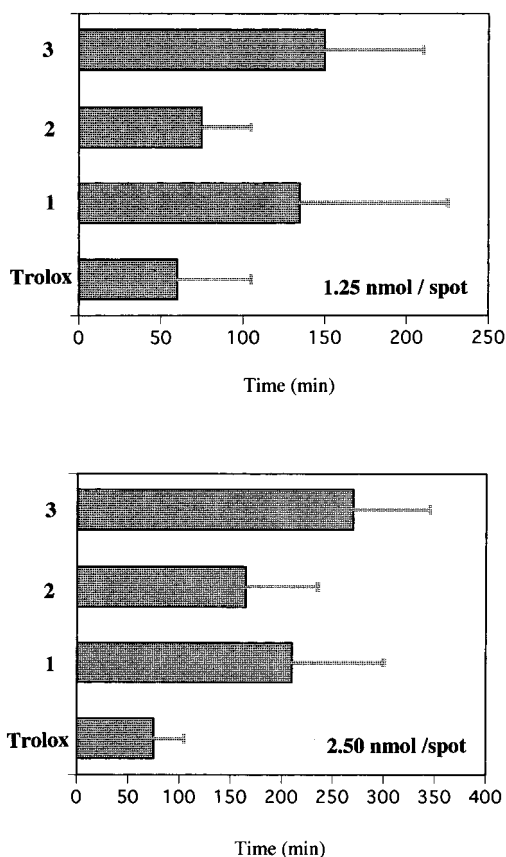 3
2
1
Trolox
1.25 nmol / spot
0 50 100 150 200 250
Time (min)
3
2
1
Trolox
2.50 nmol /spot
0 50 100 150 200 250 300 350 400
Time (min)